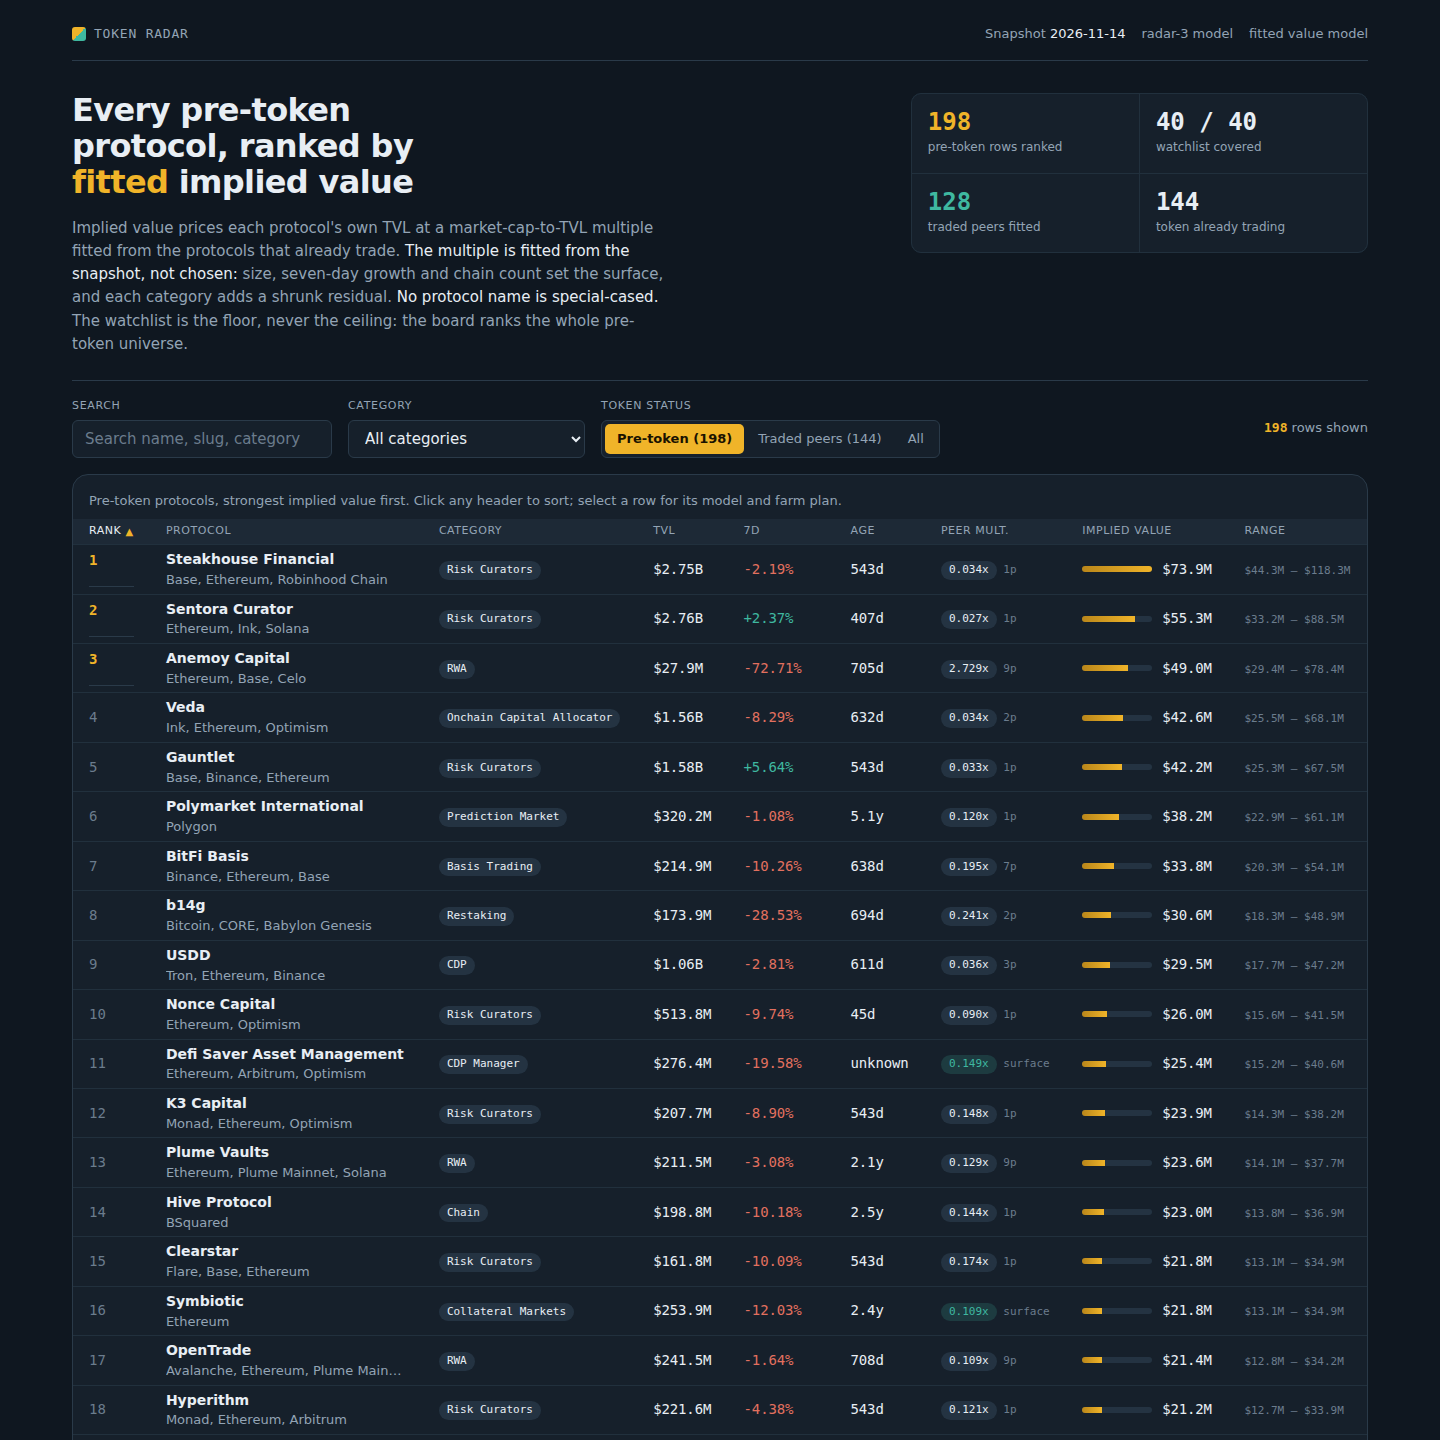 TOKEN RADAR
Snapshot 2026-11-14 radar-3 model fitted value model
Every pre-token
protocol, ranked by
fitted implied value
Implied value prices each protocol's own TVL at a market-cap-to-TVL multiple
fitted from the protocols that already trade. The multiple is fitted from the
snapshot, not chosen: size, seven-day growth and chain count set the surface,
and each category adds a shrunk residual. No protocol name is special-cased.
The watchlist is the floor, never the ceiling: the board ranks the whole pre-
token universe.
198
pre-token rows ranked
40 / 40
watchlist covered
128
traded peers fitted
144
token already trading
SEARCH
Search name, slug, category
CATEGORY
All categories
TOKEN STATUS
Pre-token (198) Traded peers (144) All
198 rows shown
Pre-token protocols, strongest implied value first. Click any header to sort; select a row for its model and farm plan.
RANK ▲ PROTOCOL CATEGORY TVL 7D AGE PEER MULT. IMPLIED VALUE RANGE
1 Steakhouse Financial Risk Curators $2.75B -2.19% 543d 0.034x 1p $73.9M $44.3M — $118.3M
Base, Ethereum, Robinhood Chain
2 Sentora Curator Risk Curators $2.76B +2.37% 407d 0.027x 1p $55.3M $33.2M — $88.5M
Ethereum, Ink, Solana
3 Anemoy Capital RWA $27.9M -72.71% 705d 2.729x 9p $49.0M $29.4M — $78.4M
Ethereum, Base, Celo
4 Veda Onchain Capital Allocator $1.56B -8.29% 632d 0.034x 2p $42.6M $25.5M — $68.1M
Ink, Ethereum, Optimism
5 Gauntlet Risk Curators $1.58B +5.64% 543d 0.033x 1p $42.2M $25.3M — $67.5M
Base, Binance, Ethereum
6 Polymarket International Prediction Market $320.2M -1.08% 5.1y 0.120x 1p $38.2M $22.9M — $61.1M
Polygon
7 BitFi Basis Basis Trading $214.9M -10.26% 638d 0.195x 7p $33.8M $20.3M — $54.1M
Binance, Ethereum, Base
8 b14g Restaking $173.9M -28.53% 694d 0.241x 2p $30.6M $18.3M — $48.9M
Bitcoin, CORE, Babylon Genesis
9 USDD CDP $1.06B -2.81% 611d 0.036x 3p $29.5M $17.7M — $47.2M
Tron, Ethereum, Binance
10 Nonce Capital Risk Curators $513.8M -9.74% 45d 0.090x 1p $26.0M $15.6M — $41.5M
Ethereum, Optimism
11 Defi Saver Asset Management CDP Manager $276.4M -19.58% unknown 0.149x surface $25.4M $15.2M — $40.6M
Ethereum, Arbitrum, Optimism
12 K3 Capital Risk Curators $207.7M -8.90% 543d 0.148x 1p $23.9M $14.3M — $38.2M
Monad, Ethereum, Optimism
13 Plume Vaults RWA $211.5M -3.08% 2.1y 0.129x 9p $23.6M $14.1M — $37.7M
Ethereum, Plume Mainnet, Solana
14 Hive Protocol Chain $198.8M -10.18% 2.5y 0.144x 1p $23.0M $13.8M — $36.9M
BSquared
15 Clearstar Risk Curators $161.8M -10.09% 543d 0.174x 1p $21.8M $13.1M — $34.9M
Flare, Base, Ethereum
16 Symbiotic Collateral Markets $253.9M -12.03% 2.4y 0.109x surface $21.8M $13.1M — $34.9M
Ethereum
17 OpenTrade RWA $241.5M -1.64% 708d 0.109x 9p $21.4M $12.8M — $34.2M
Avalanche, Ethereum, Plume Main...
18 Hyperithm Risk Curators $221.6M -4.38% 543d 0.121x 1p $21.2M $12.7M — $33.9M
Monad, Ethereum, Arbitrum